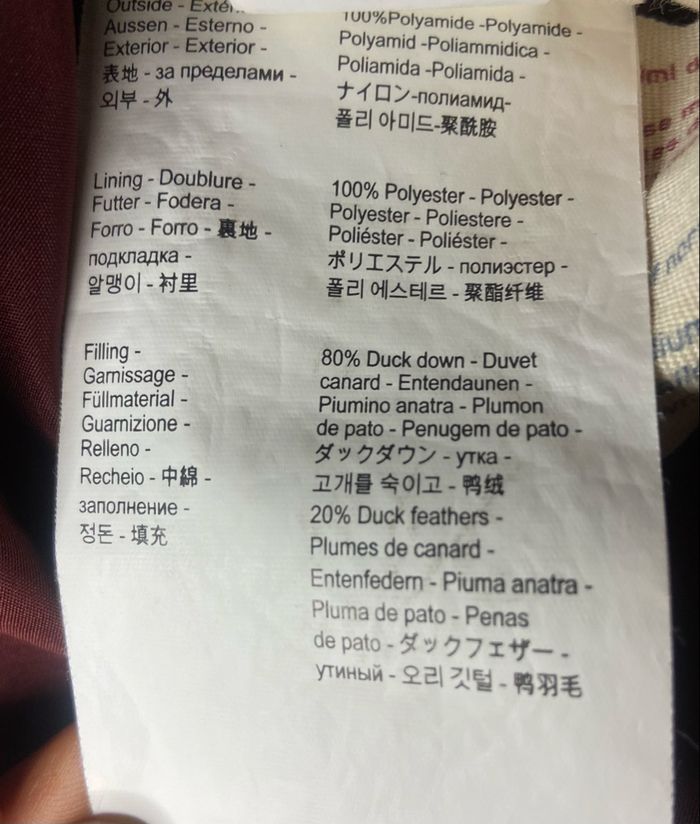 Outside -
Aussen - Esterno -
Exterior - Exterior -
表地 - за пределами -
외부 - 外
100%Polyamide -Polyamide -
Polyamid -Poliammidica -
Poliamida -Poliamida -
ナイロン-полиамид-
폴리 아미드-聚酰胺
Lining - Doublure -
Futter - Fodera -
Forro - Forro - 裏地 -
подкладка -
알맹이 - 衬里
100% Polyester - Polyester -
Polyester - Poliestere -
Poliéster - Poliéster -
ポリエステル - полиэстер -
폴리 에스테르 - 聚酯纤维
Filling -
Garnissage -
Füllmaterial -
Guarnizione -
Relleno -
Recheio - 中綿 -
заполнение -
정돈 - 填充
80% Duck down - Duvet
canard - Entendaunen -
Piumino anatra - Plumon
de pato - Penugem de pato -
ダックダウン - утка -
고개를 숙이고 - 鸭绒
20% Duck feathers -
Plumes de canard -
Entenfedern - Piuma anatra -
Pluma de pato - Penas
de pato - ダックフェザー -
утиный - 오리 깃털 - 鸭羽毛